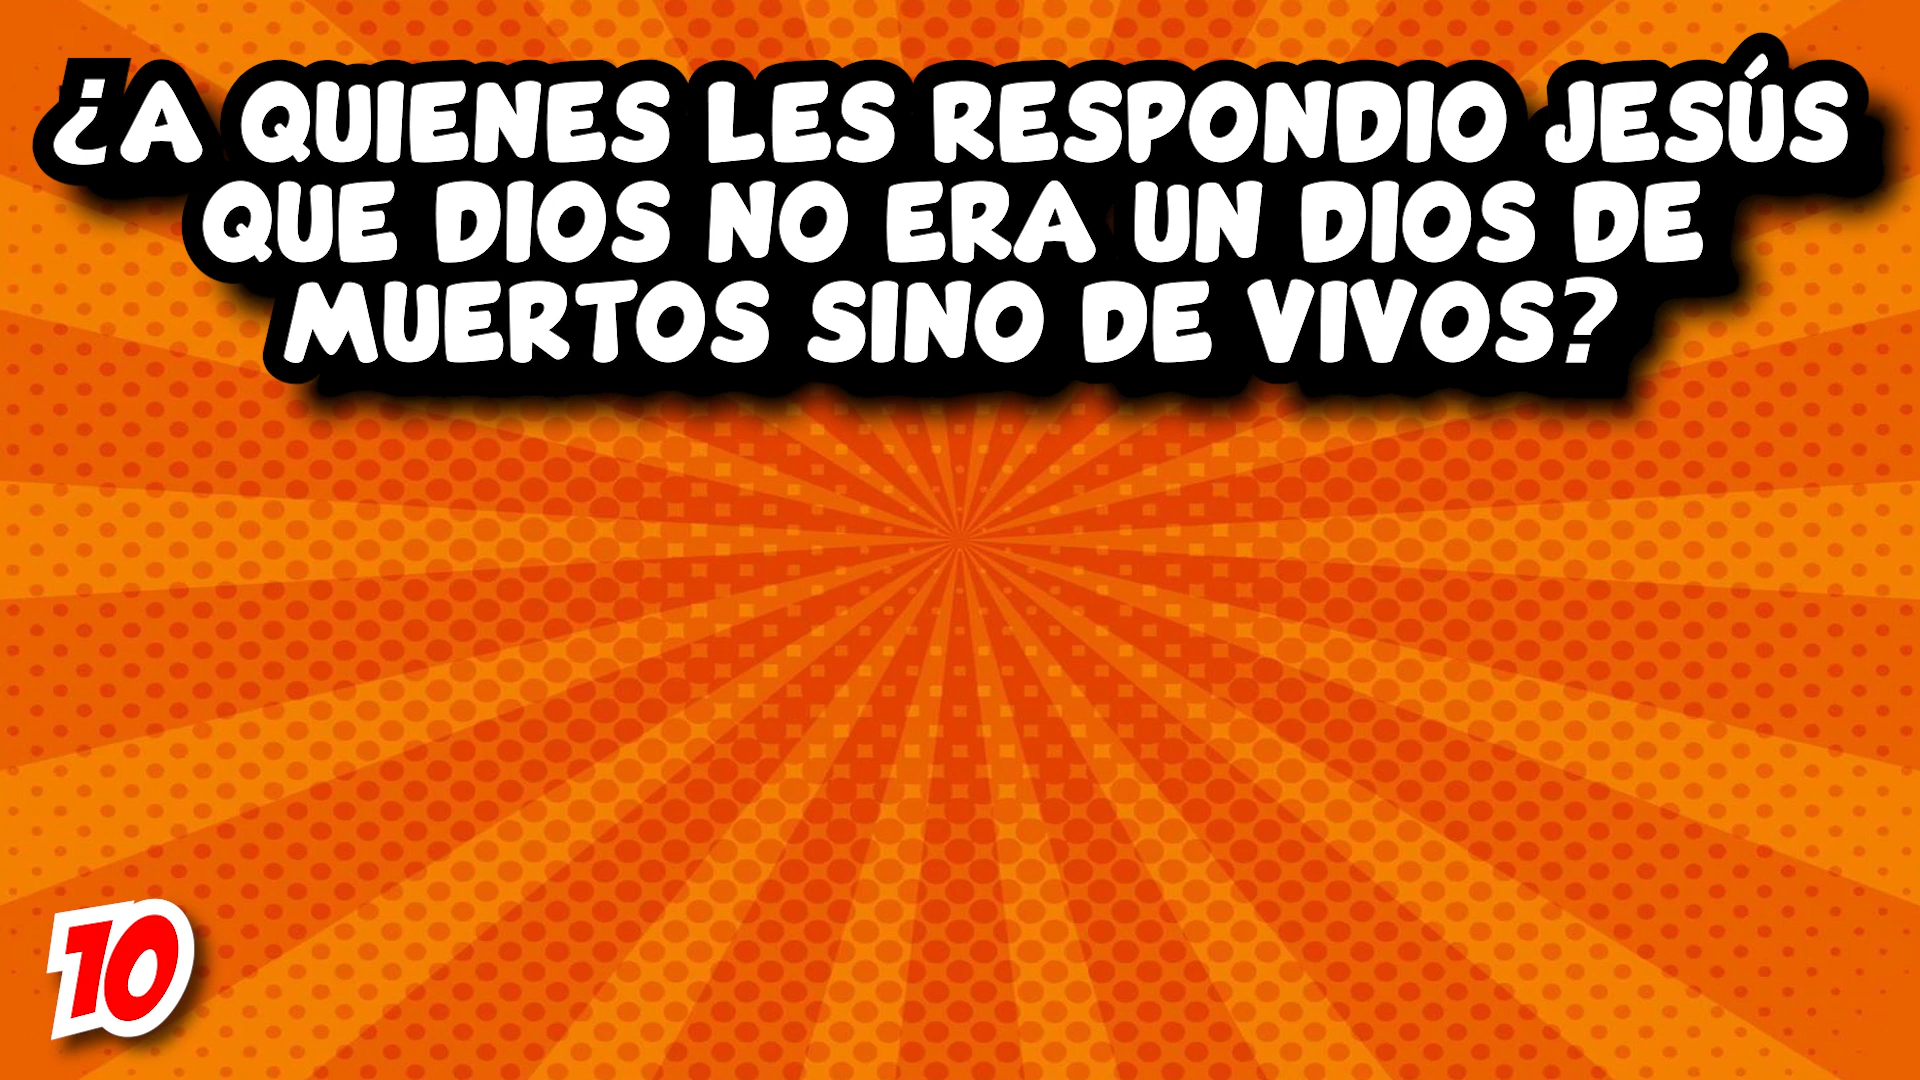 ¿A QUIENES LES RESPONDIO JESÚS
QUE DIOS NO ERA UN DIOS DE
MUERTOS SINO DE VIVOS?
10